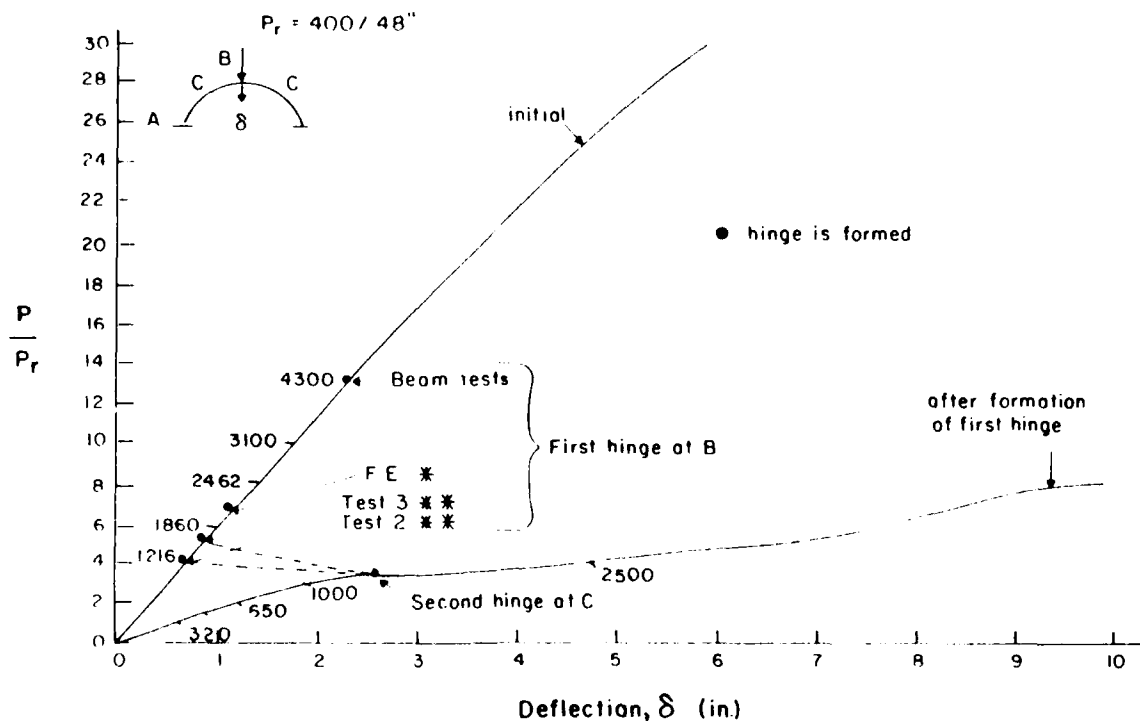 Pr = 400 / 48"
B
C C
A
δ
30
28
26
24
22
20
18
16
14
12
10
8
6
4
2
0
P
Pr
initial
● hinge is formed
4300
Beam tests
3100
First hinge at B
2462
F E *
Test 3 * *
Test 2 * *
1860
1216
after formation
of first hinge
2500
1000
Second hinge at C
650
320
0 1 2 3 4 5 6 7 8 9 10
Deflection, δ (in.)